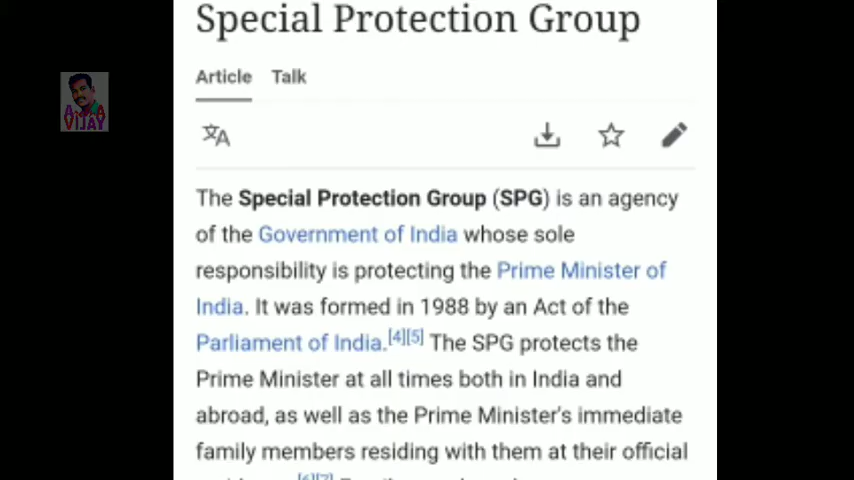 Special Protection Group
Article Talk
The Special Protection Group (SPG) is an agency
of the Government of India whose sole
responsibility is protecting the Prime Minister of
India. It was formed in 1988 by an Act of the
Parliament of India.[4][5] The SPG protects the
Prime Minister at all times both in India and
abroad, as well as the Prime Minister's immediate
family members residing with them at their official
VIJAY